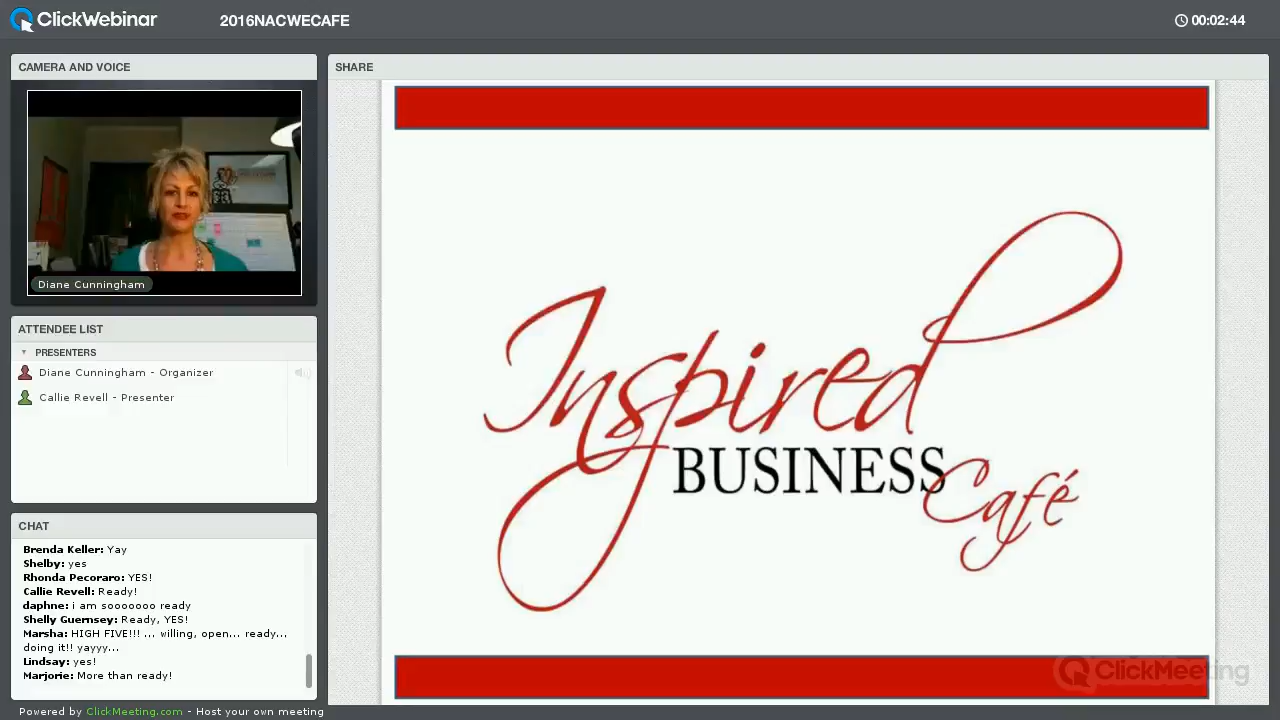 ClickWebinar
2016NACWECAFE
00:02:44
CAMERA AND VOICE
Diane Cunningham
ATTENDEE LIST
PRESENTERS
Diane Cunningham - Organizer
Callie Revell - Presenter
CHAT
Brenda Keller: Yay
Shelby: yes
Rhonda Pecoraro: YES!
Callie Revell: Ready!
daphne: I am sooooooo ready
Shelly Guernsey: Ready, YES!
Marsha: HIGH FIVE!!! ... willing, open... ready...
doing it!! yayyy...
Lindsay: yes!
Marjorie: More than ready!
Powered by ClickMeeting.com - Host your own meeting
SHARE
Inspired
BUSINESS
Café
ClickMeeting